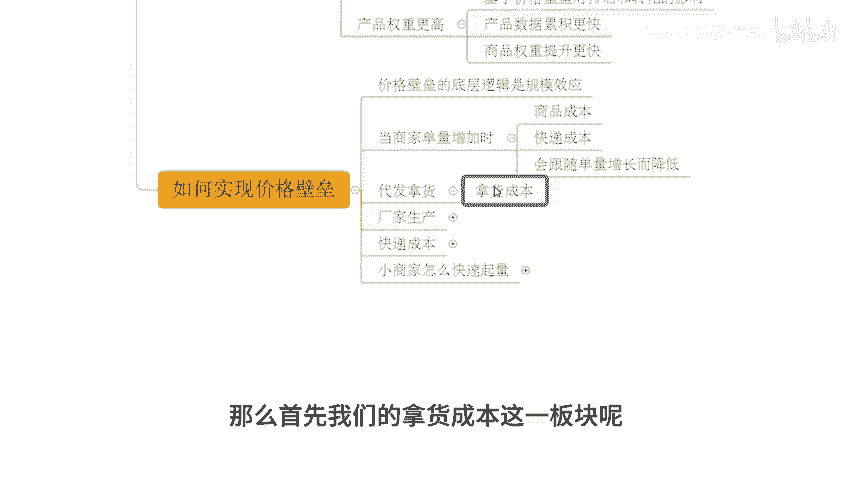 产品权重更高
产品数据累积更快
商品权重提升更快
价格壁垒的底层逻辑是规模效应
商品成本
当商家单量增加时
快递成本
会跟随单量增长而降低
如何实现价格壁垒
代发拿货
拿货成本
厂家生产
快递成本
小商家怎么快速起量
那么首先我们的拿货成本这一板块呢